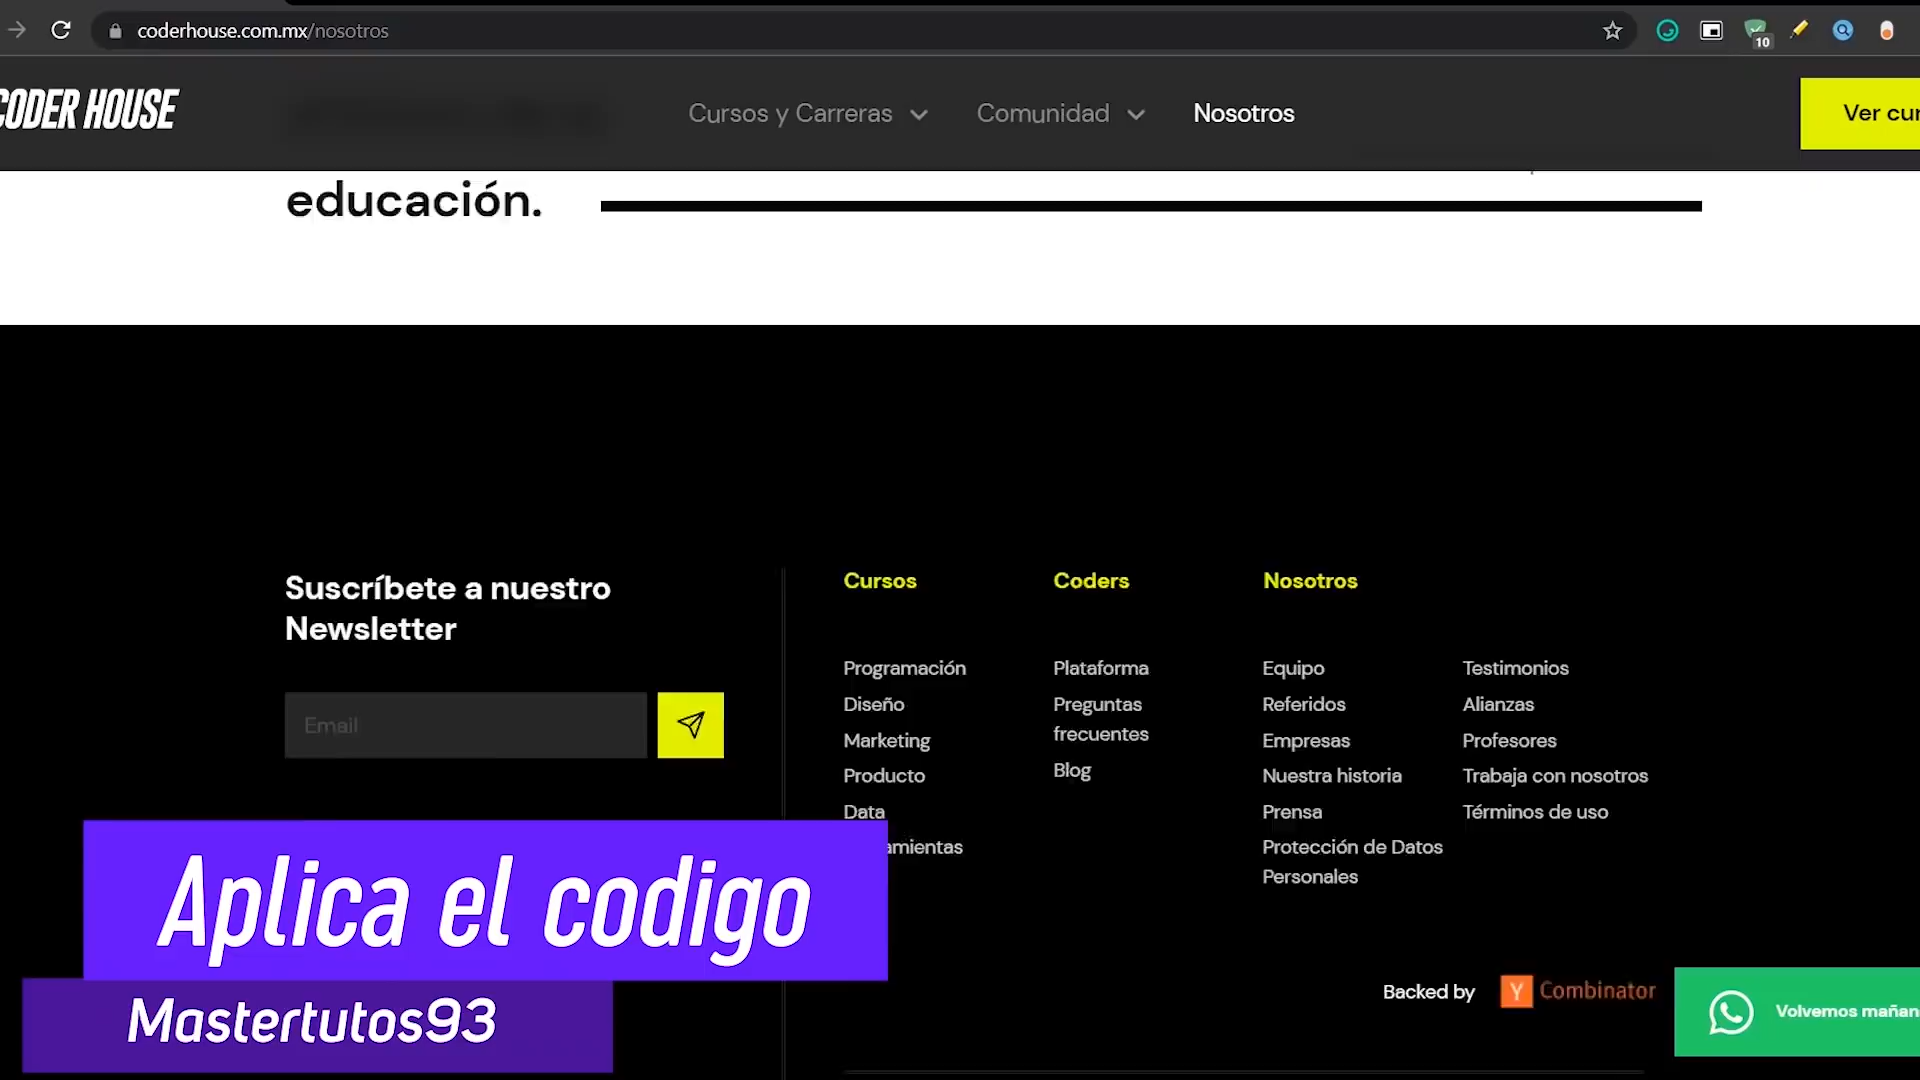 coderhouse.com.mx/nosotros
10
CODER HOUSE
Cursos y Carreras
Comunidad
Nosotros
Ver cur
educación.
Suscríbete a nuestro
Newsletter
Email
Cursos
Programación
Diseño
Marketing
Producto
Data
amientas
Coders
Plataforma
Preguntas
frecuentes
Blog
Nosotros
Equipo
Referidos
Empresas
Nuestra historia
Prensa
Protección de Datos
Personales
Testimonios
Alianzas
Profesores
Trabaja con nosotros
Términos de uso
Aplica el codigo
Mastertutos93
Backed by
Y Combinator
Volvemos mañan